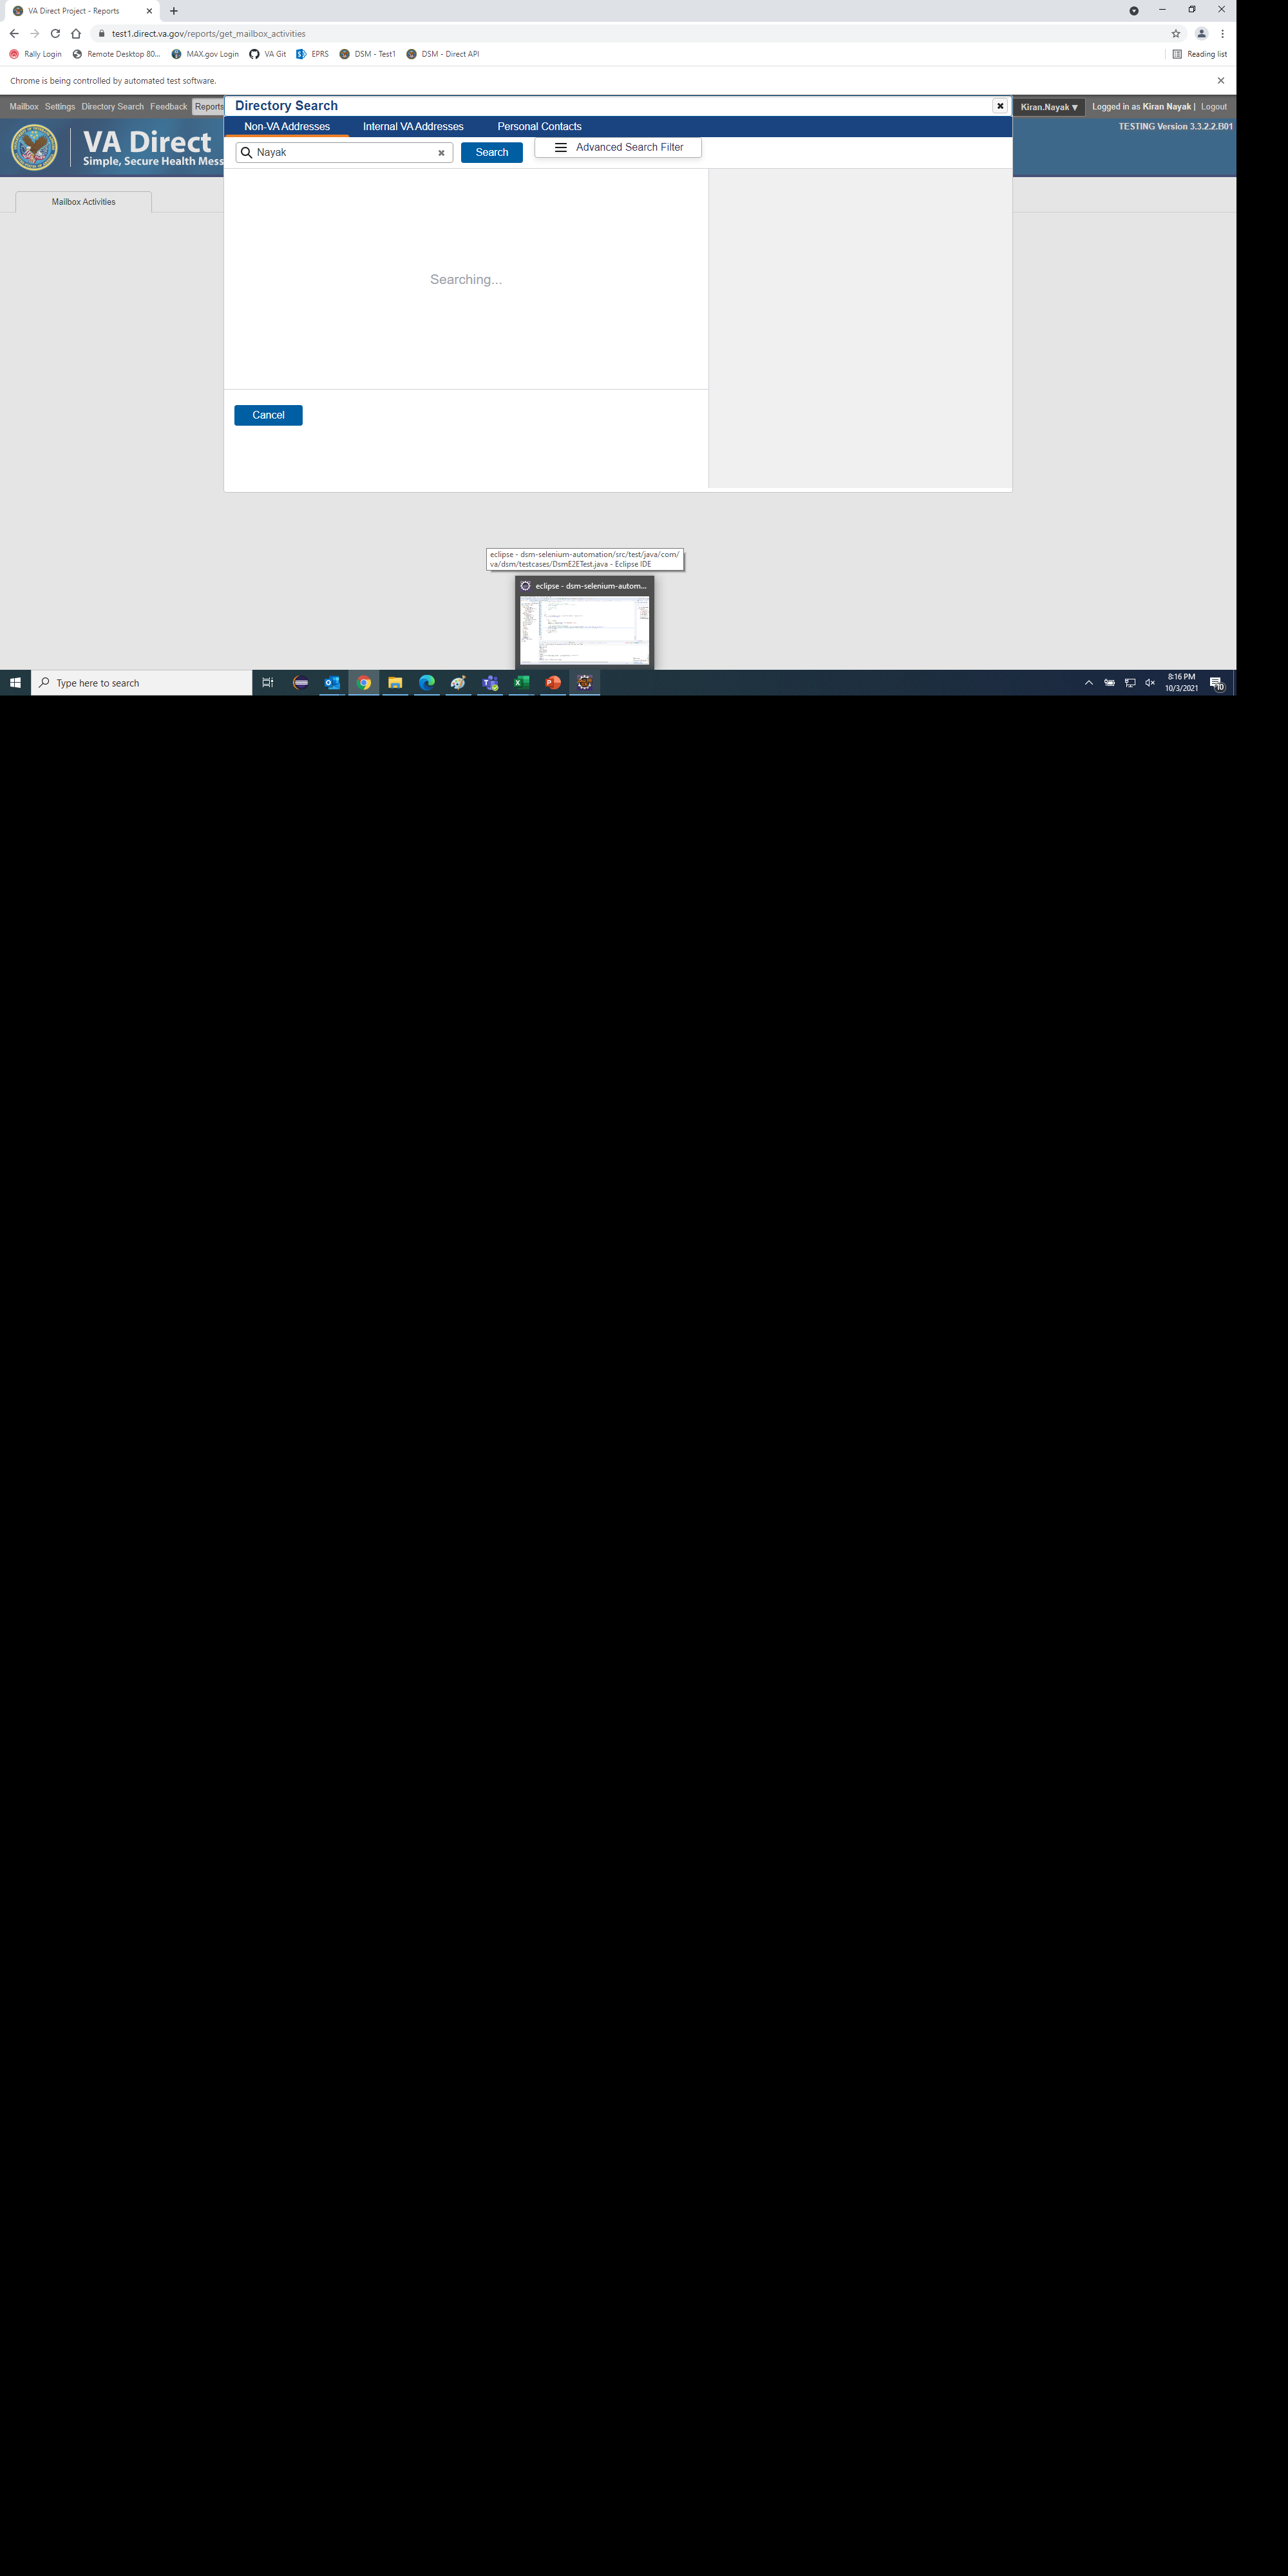 VA Direct Project - Reports
test1.direct.va.gov/reports/get_mailbox_activities
Rally Login Remote Desktop 80... MAX.gov Login VA Git EPRS DSM - Test1 DSM - Direct API Reading list
Chrome is being controlled by automated test software.
Mailbox Settings Directory Search Feedback Reports Directory Search Kiran.Nayak ▼ Logged in as Kiran Nayak | Logout
Non-VA Addresses Internal VA Addresses Personal Contacts TESTING Version 3.3.2.2.B01
VA Direct
Simple, Secure Health Mess
Nayak Search Advanced Search Filter
Mailbox Activities
Searching...
Cancel
eclipse - dsm-selenium-automation/src/test/java/com/
va/dsm/testcases/DsmE2ETest.java - Eclipse IDE
eclipse - dsm-selenium-autom...
Type here to search
8:16 PM
10/3/2021
10